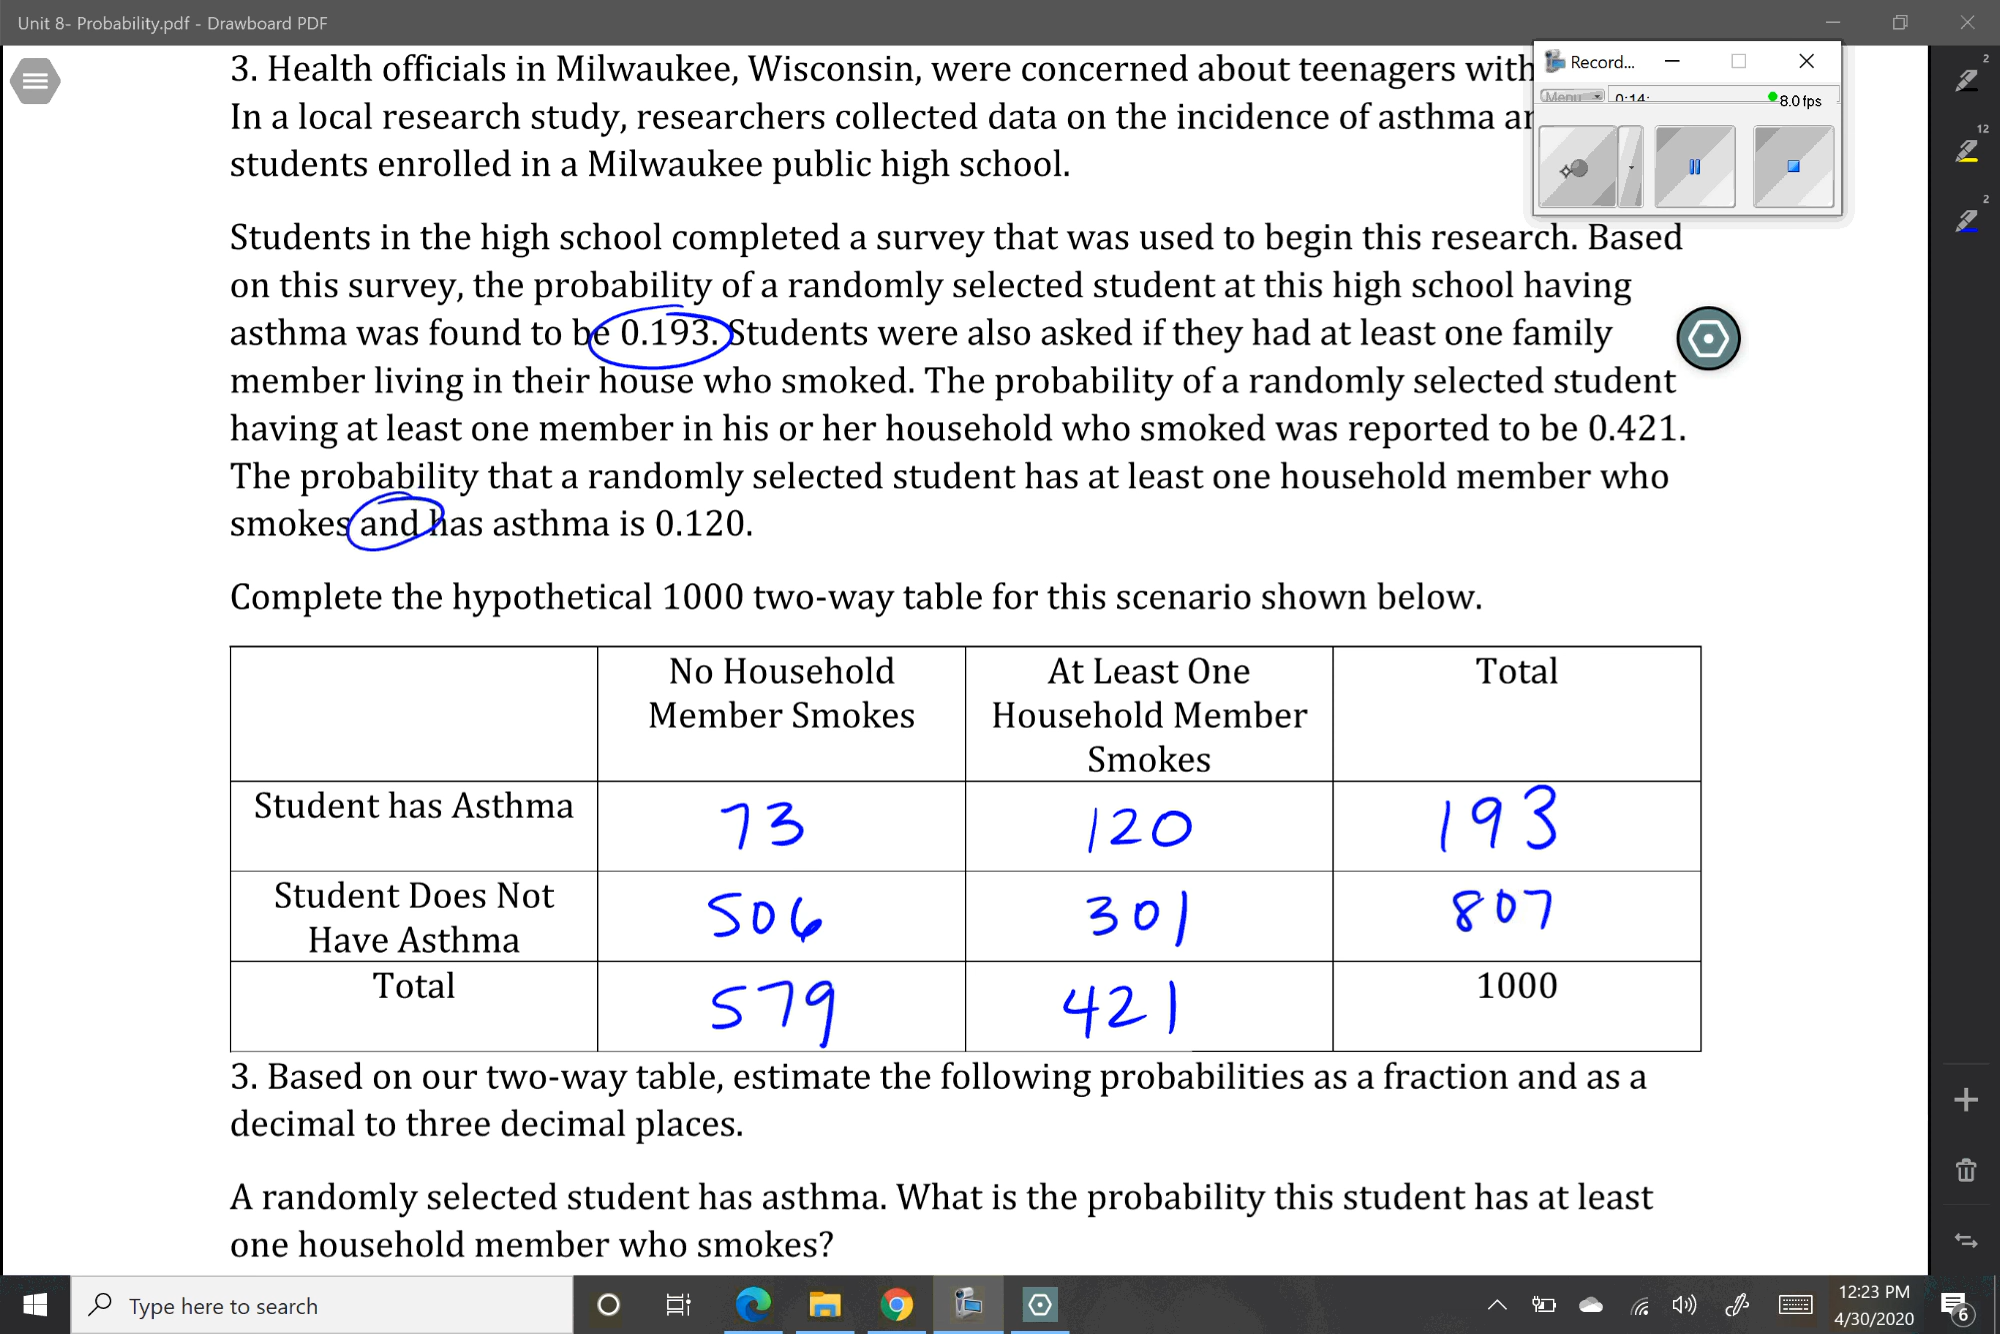 Unit 8- Probability.pdf - Drawboard PDF
3. Health officials in Milwaukee, Wisconsin, were concerned about teenagers with
In a local research study, researchers collected data on the incidence of asthma
students enrolled in a Milwaukee public high school.
Record...
Menu
0:14:
8.0 fps
2
12
2
Students in the high school completed a survey that was used to begin this research. Based
on this survey, the probability of a randomly selected student at this high school having
asthma was found to be 0.193. Students were also asked if they had at least one family
member living in their house who smoked. The probability of a randomly selected student
having at least one member in his or her household who smoked was reported to be 0.421.
The probability that a randomly selected student has at least one household member who
smokes and has asthma is 0.120.
Complete the hypothetical 1000 two-way table for this scenario shown below.
No Household
Member Smokes
At Least One
Household Member
Smokes
Total
Student has Asthma
73
120
193
Student Does Not
Have Asthma
506
301
807
Total
579
421
1000
3. Based on our two-way table, estimate the following probabilities as a fraction and as a
decimal to three decimal places.
A randomly selected student has asthma. What is the probability this student has at least
one household member who smokes?
Type here to search
12:23 PM
4/30/2020
6